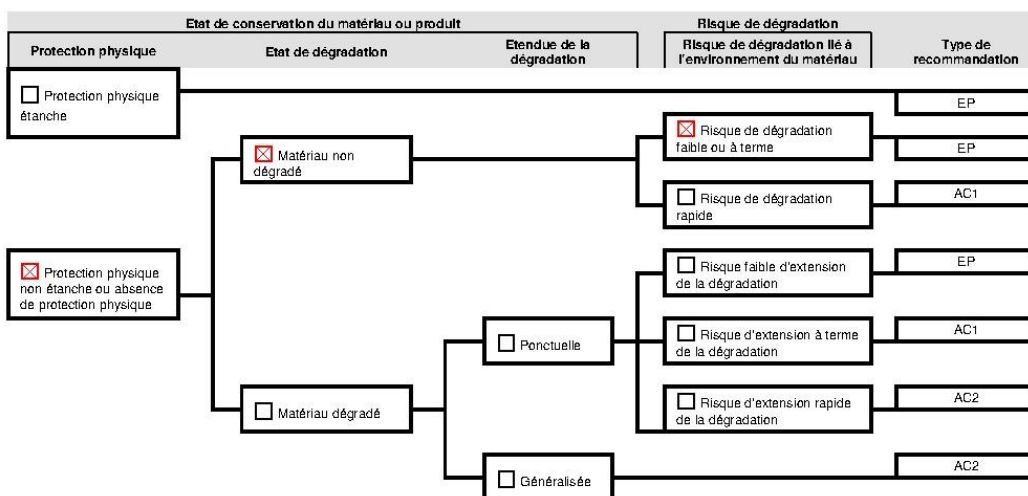 Etat de conservation du matériau ou produit
Risque de dégradation
Protection physique
Etat de dégradation
Etendue de la
dégradation
Risque de dégradation lié à
l'environnement du matériau
Type de
recommandation
Protection physique
étanche
EP
Matériau non
dégradé
Risque de dégradation
faible ou à terme
EP
Risque de dégradation
rapide
AC1
Protection physique
non étanche ou absence
de protection physique
Risque faible d'extension
de la dégradation
EP
Ponctuelle
Risque d'extension à terme
de la dégradation
AC1
Matériau dégradé
Risque d'extension rapide
de la dégradation
AC2
Généralisée
AC2